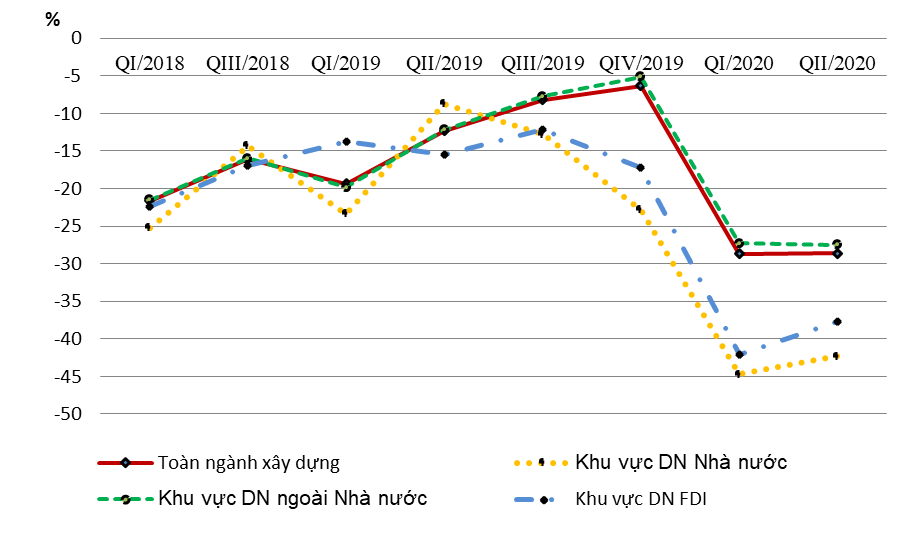 %
0
QI/2018 QIII/2018 QI/2019 QII/2019 QIII/2019 QIV/2019 QI/2020 QII/2020
-5
-10
-15
-20
-25
-30
-35
-40
-45
-50
Toàn ngành xây dựng
Khu vực DN Nhà nước
Khu vực DN ngoài Nhà nước
Khu vực DN FDI